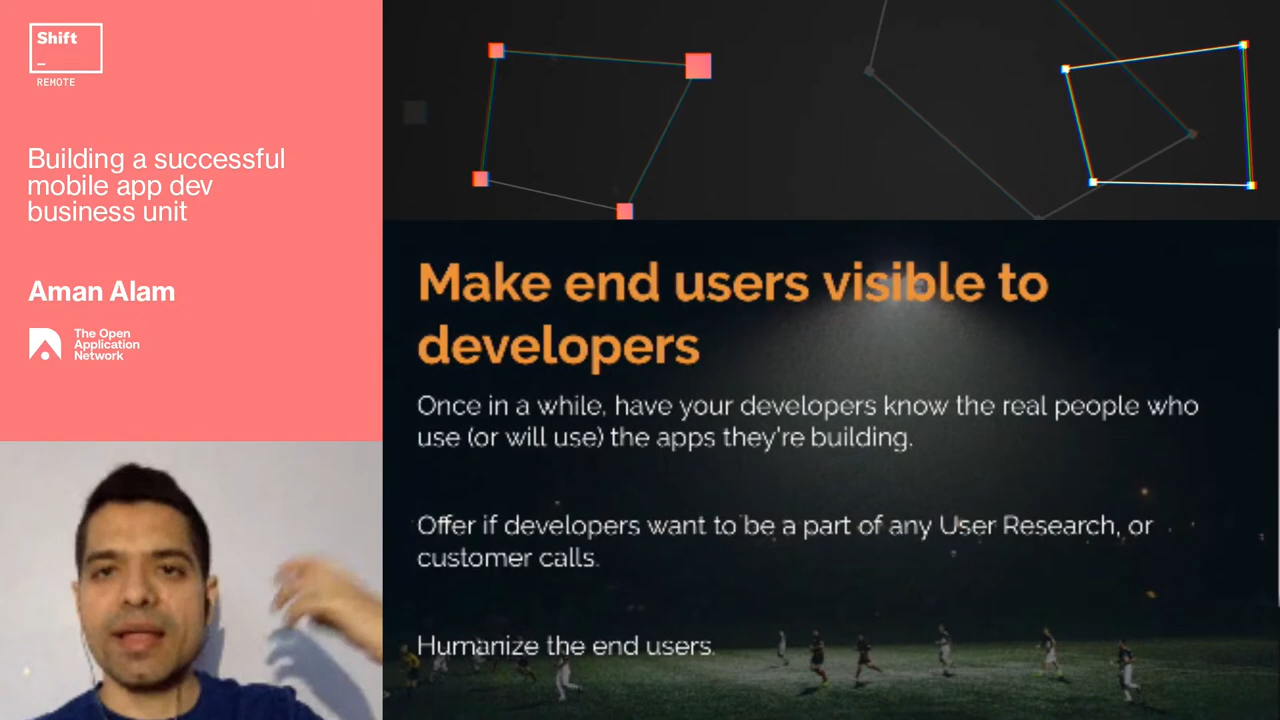 Shift
_
REMOTE
Building a successful
mobile app dev
business unit
Aman Alam
The Open
Application
Network
Make end users visible to
developers
Once in a while, have your developers know the real people who
use (or will use) the apps they're building.
Offer if developers want to be a part of any User Research, or
customer calls.
Humanize the end users.